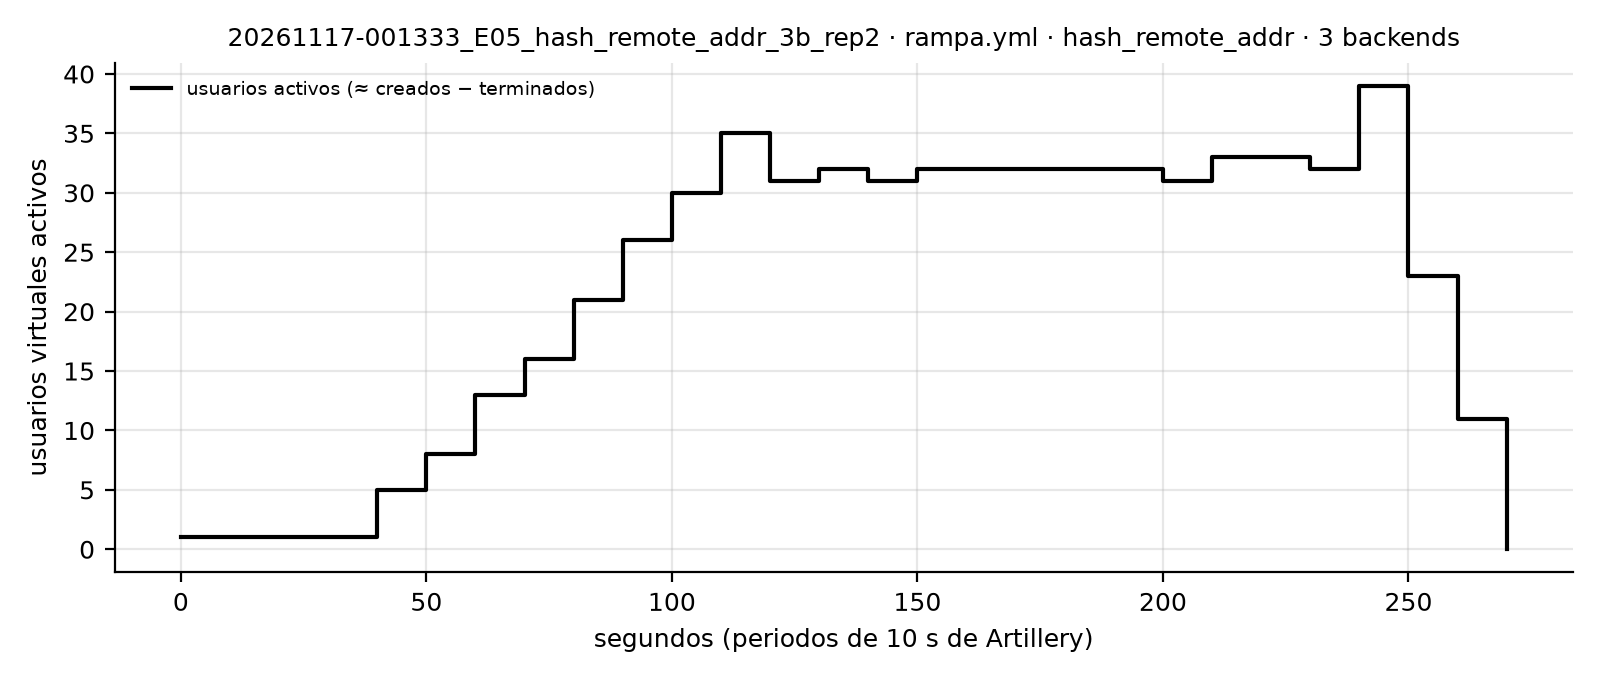 20261117-001333_E05_hash_remote_addr_3b_rep2 · rampa.yml · hash_remote_addr · 3 backends
usuarios activos (≈ creados − terminados)
usuarios virtuales activos
40
35
30
25
20
15
10
5
0
0 50 100 150 200 250
segundos (periodos de 10 s de Artillery)